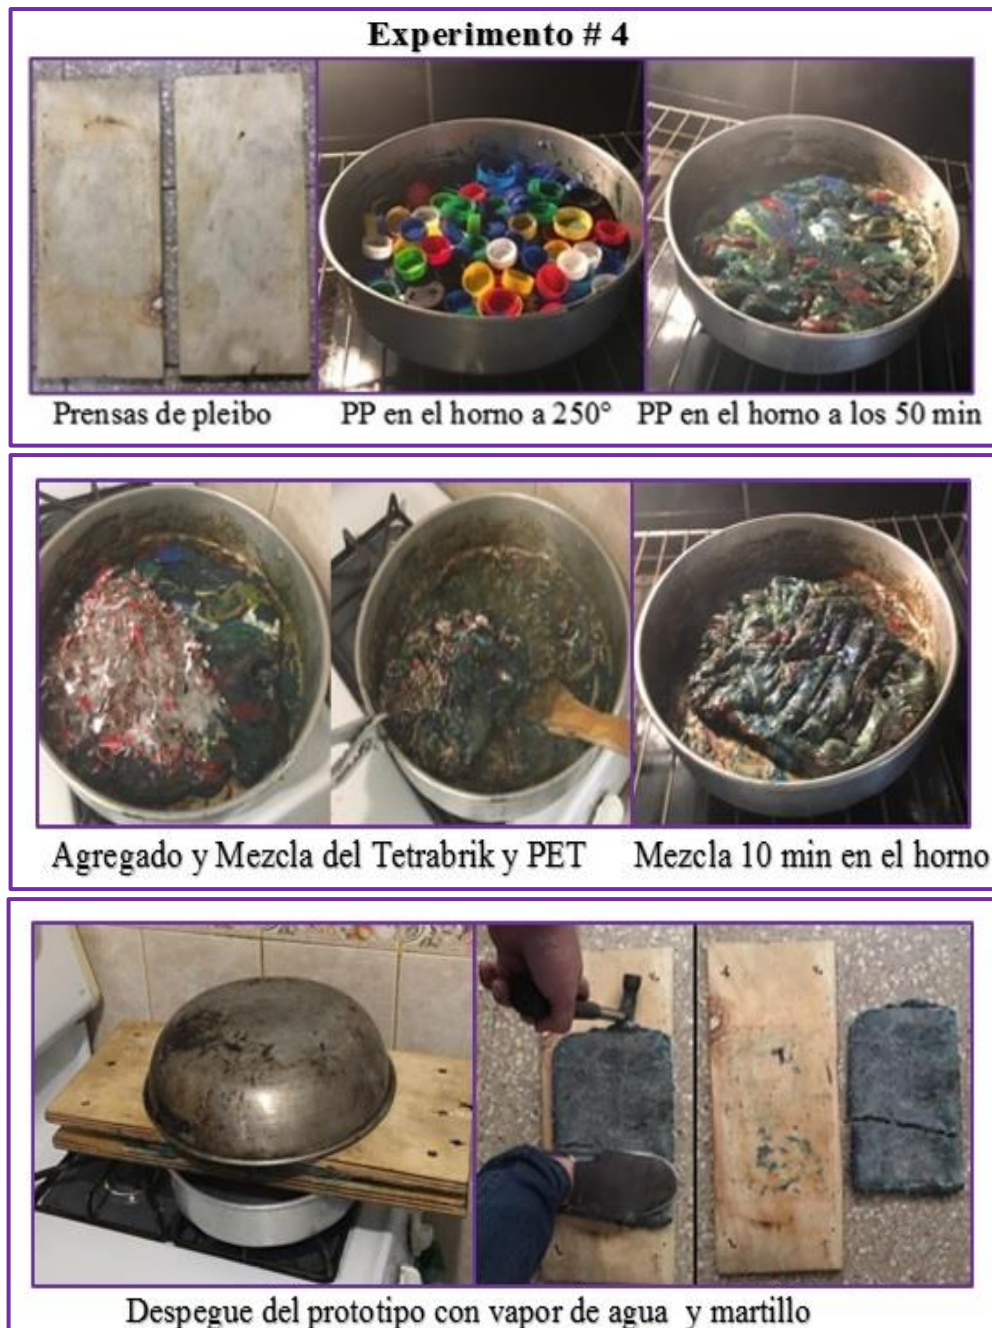 Experimento # 4
Prensas de pleibo
PP en el horno a 250°
PP en el horno a los 50 min
Agregado y Mezcla del Tetrabrik y PET
Mezcla 10 min en el horno
Despegue del prototipo con vapor de agua y martillo